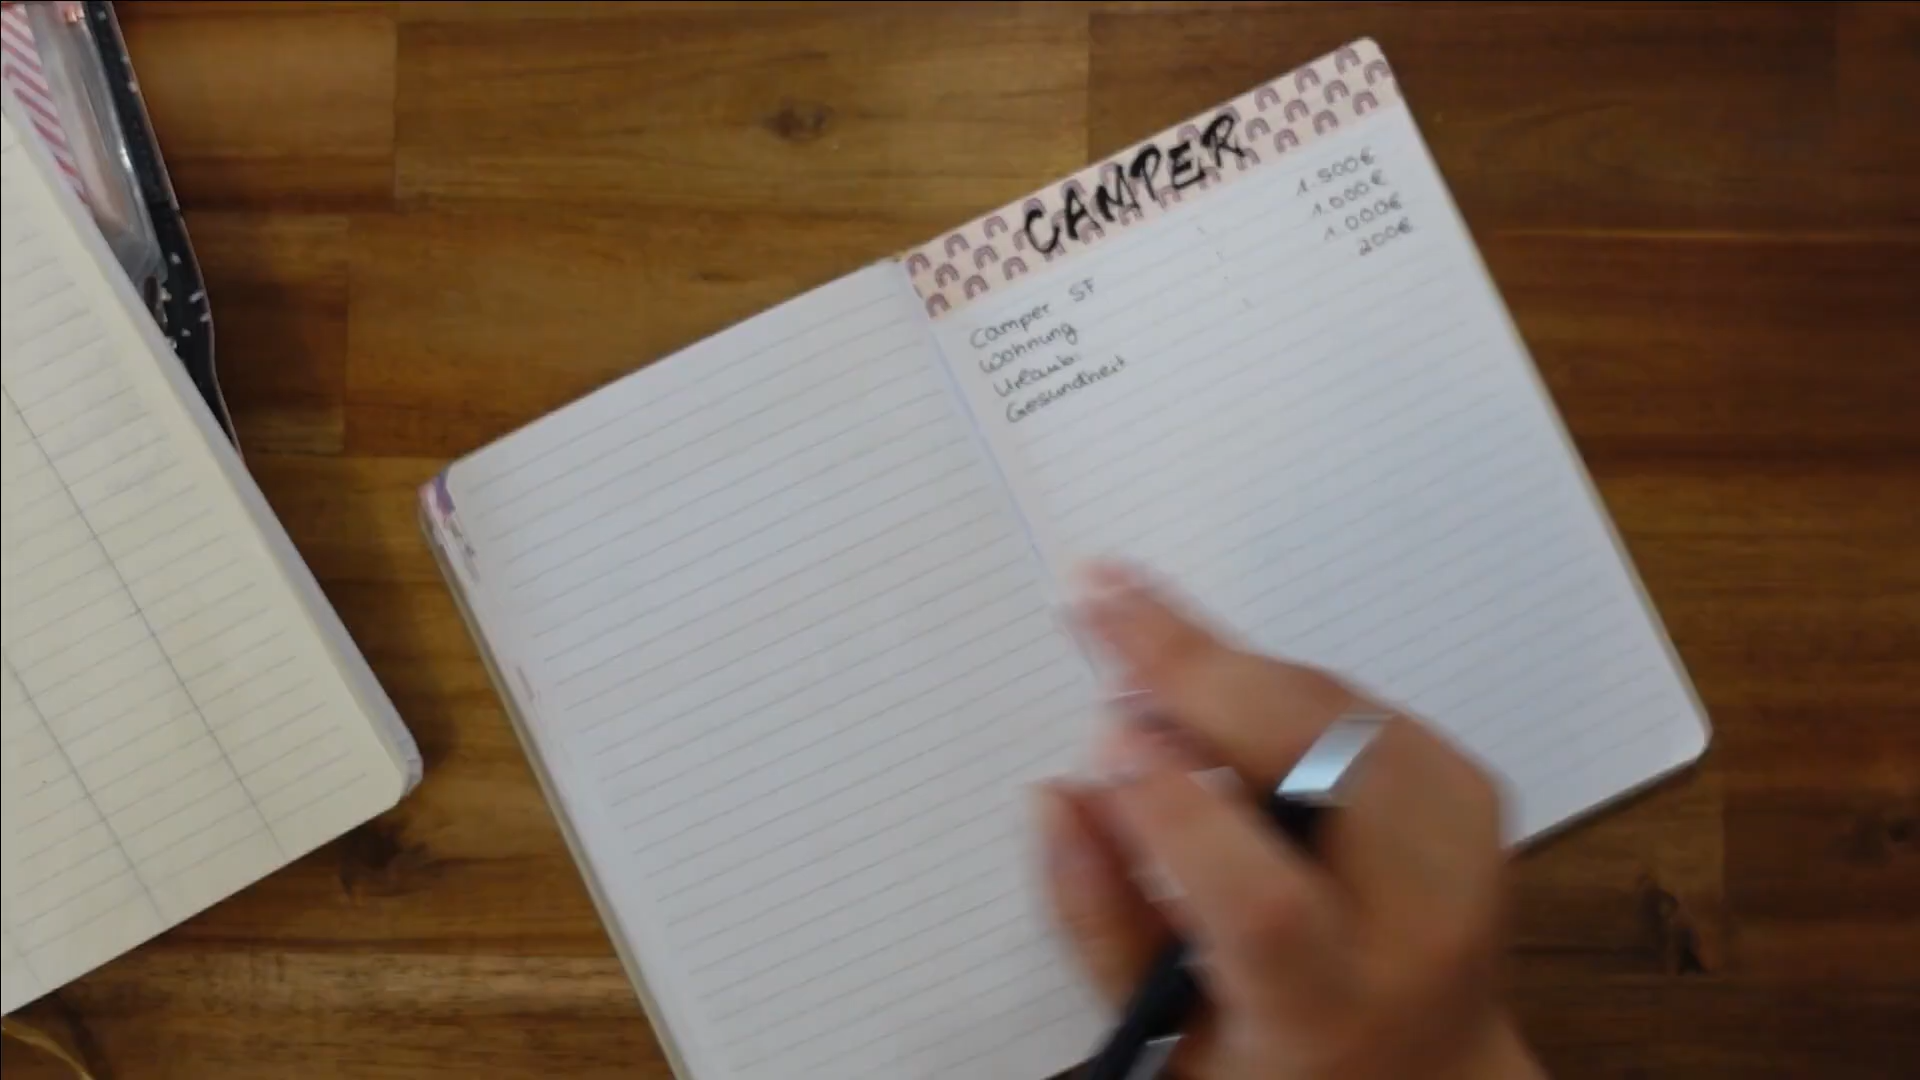 CAMPER
Camper SF 1.500€
Wohnung 1.000€
Urlaub 1.000€
Gesundheit 200€